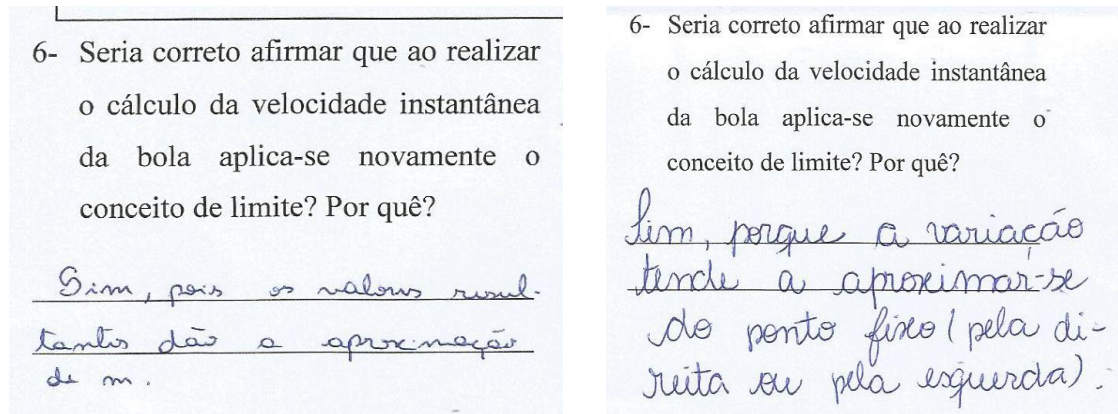 6- Seria correto afirmar que ao realizar
o cálculo da velocidade instantânea
da bola aplica-se novamente o
conceito de limite? Por quê?
Sim, pois os valores resul-
tantes dão a aproximação
de m.
6- Seria correto afirmar que ao realizar
o cálculo da velocidade instantânea
da bola aplica-se novamente o
conceito de limite? Por quê?
Sim, porque a variação
tende a aproximar-se
do ponto fixo (pela di-
reita ou pela esquerda).